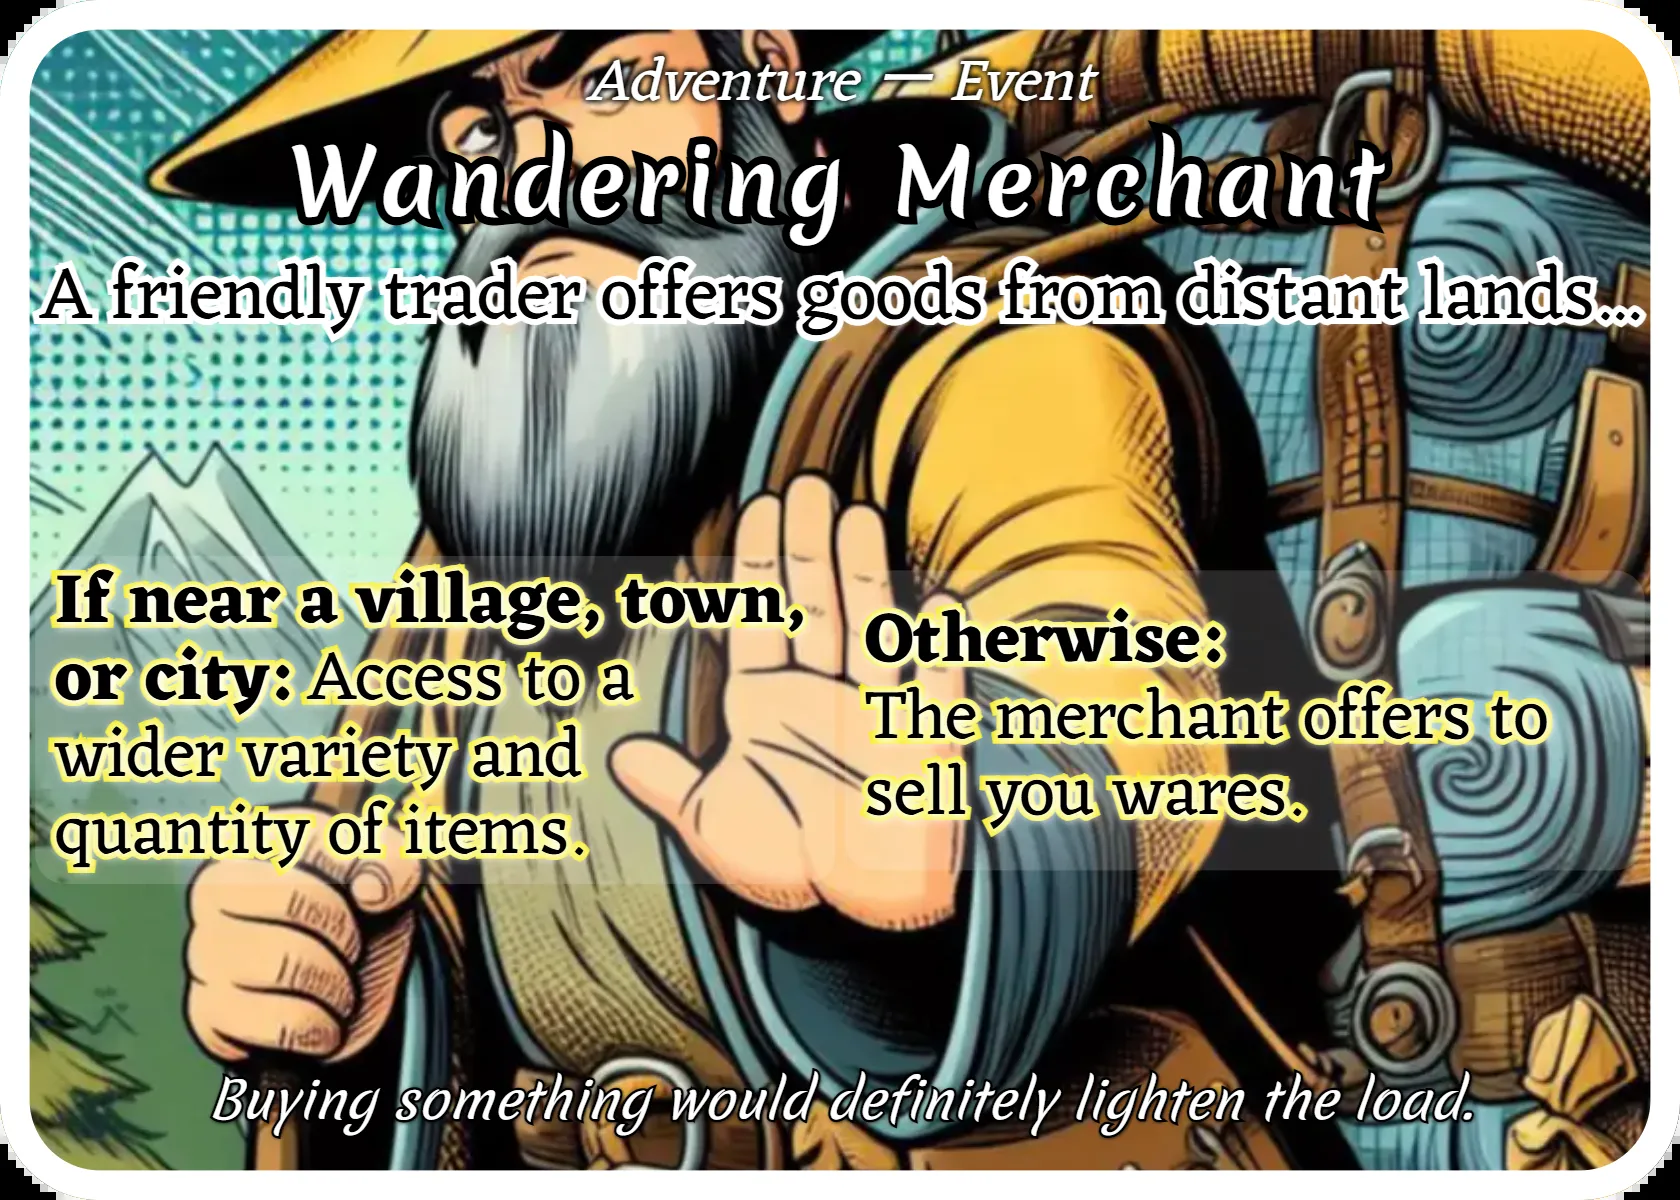 Adventure — Event
Wandering Merchant
A friendly trader offers goods from distant lands...
If near a village, town,
or city: Access to a
wider variety and
quantity of items.
Otherwise:
The merchant offers to
sell you wares.
Buying something would definitely lighten the load.